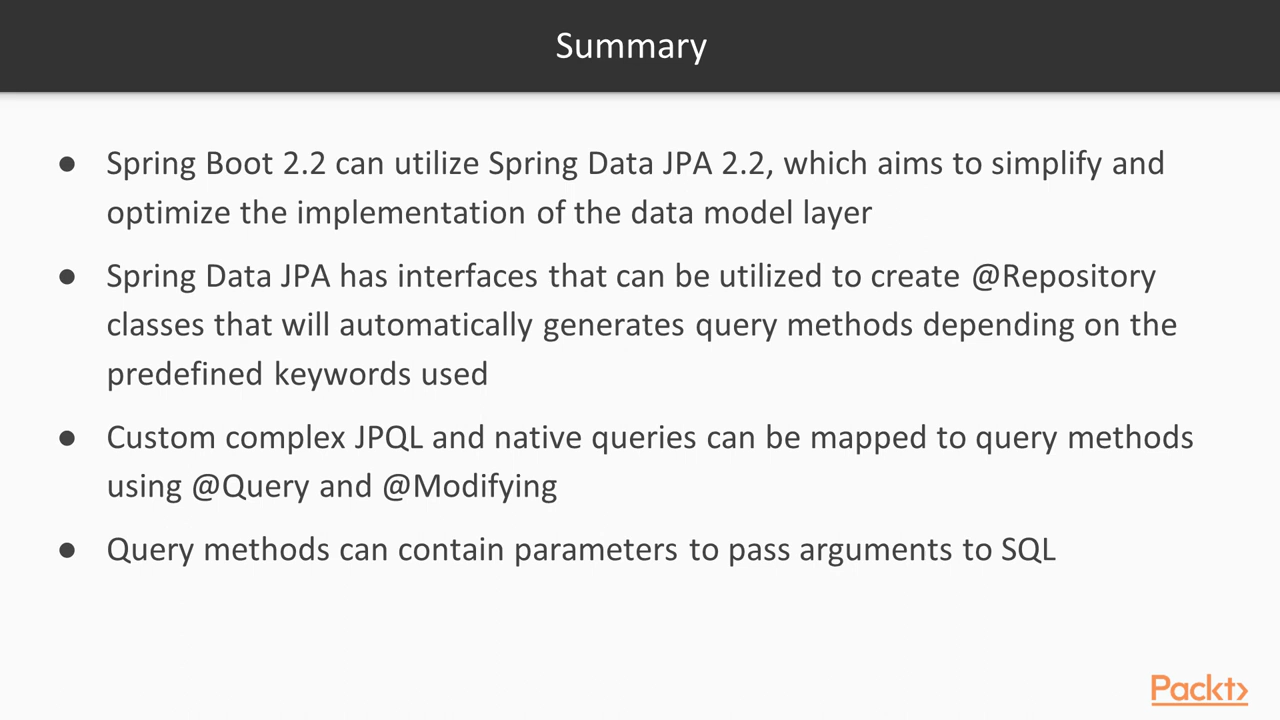 Summary
● Spring Boot 2.2 can utilize Spring Data JPA 2.2, which aims to simplify and
optimize the implementation of the data model layer
● Spring Data JPA has interfaces that can be utilized to create @Repository
classes that will automatically generates query methods depending on the
predefined keywords used
● Custom complex JPQL and native queries can be mapped to query methods
using @Query and @Modifying
● Query methods can contain parameters to pass arguments to SQL
Packt>